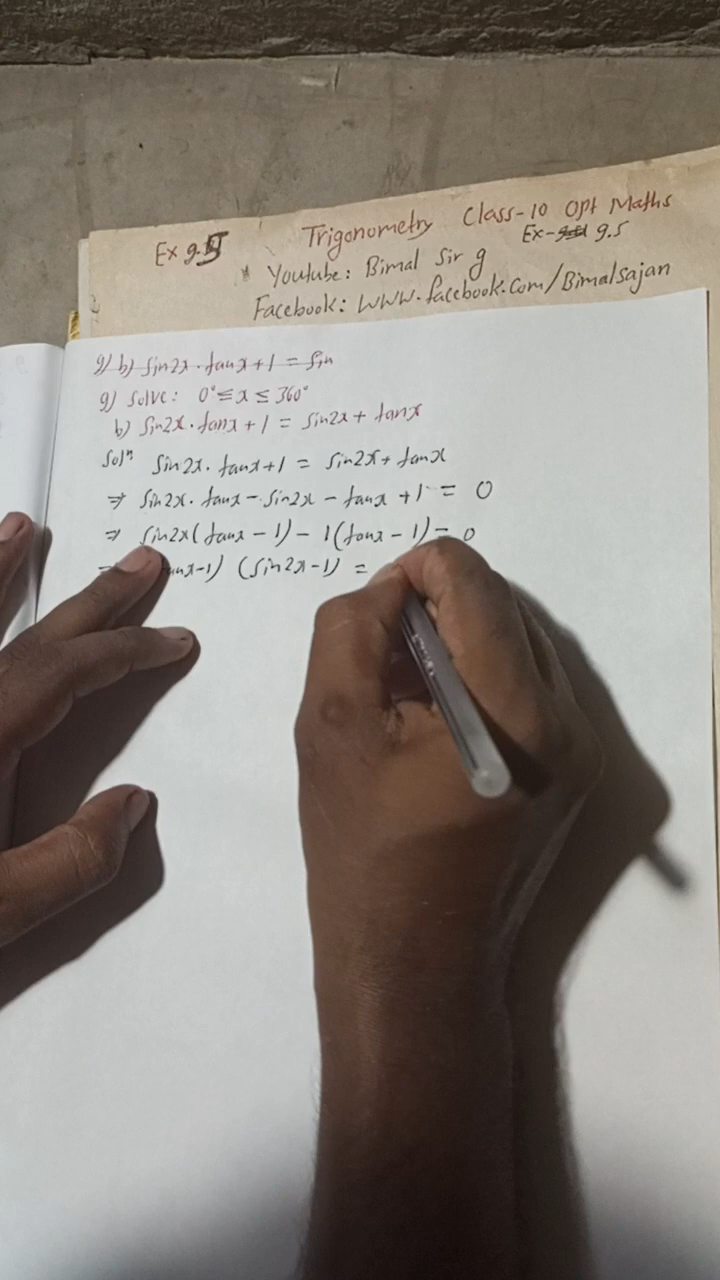 Ex 9.5
Trigonometry Class-10 Opt Maths
Ex- 9.5
Youtube: Bimal Sir g
Facebook: www.facebook.com/Bimalsajan
9) b) sin2x . tanx + 1 = sin
9) Solve: 0° ≤ x ≤ 360°
b) sin2x . tanx + 1 = sin2x + tanx
Solⁿ sin2x . tanx + 1 = sin2x + tanx
⇒ sin2x . tanx - sin2x - tanx + 1 = 0
⇒ sin2x (tanx - 1) - 1 (tanx - 1) = 0
anx-1) (sin2x-1) =